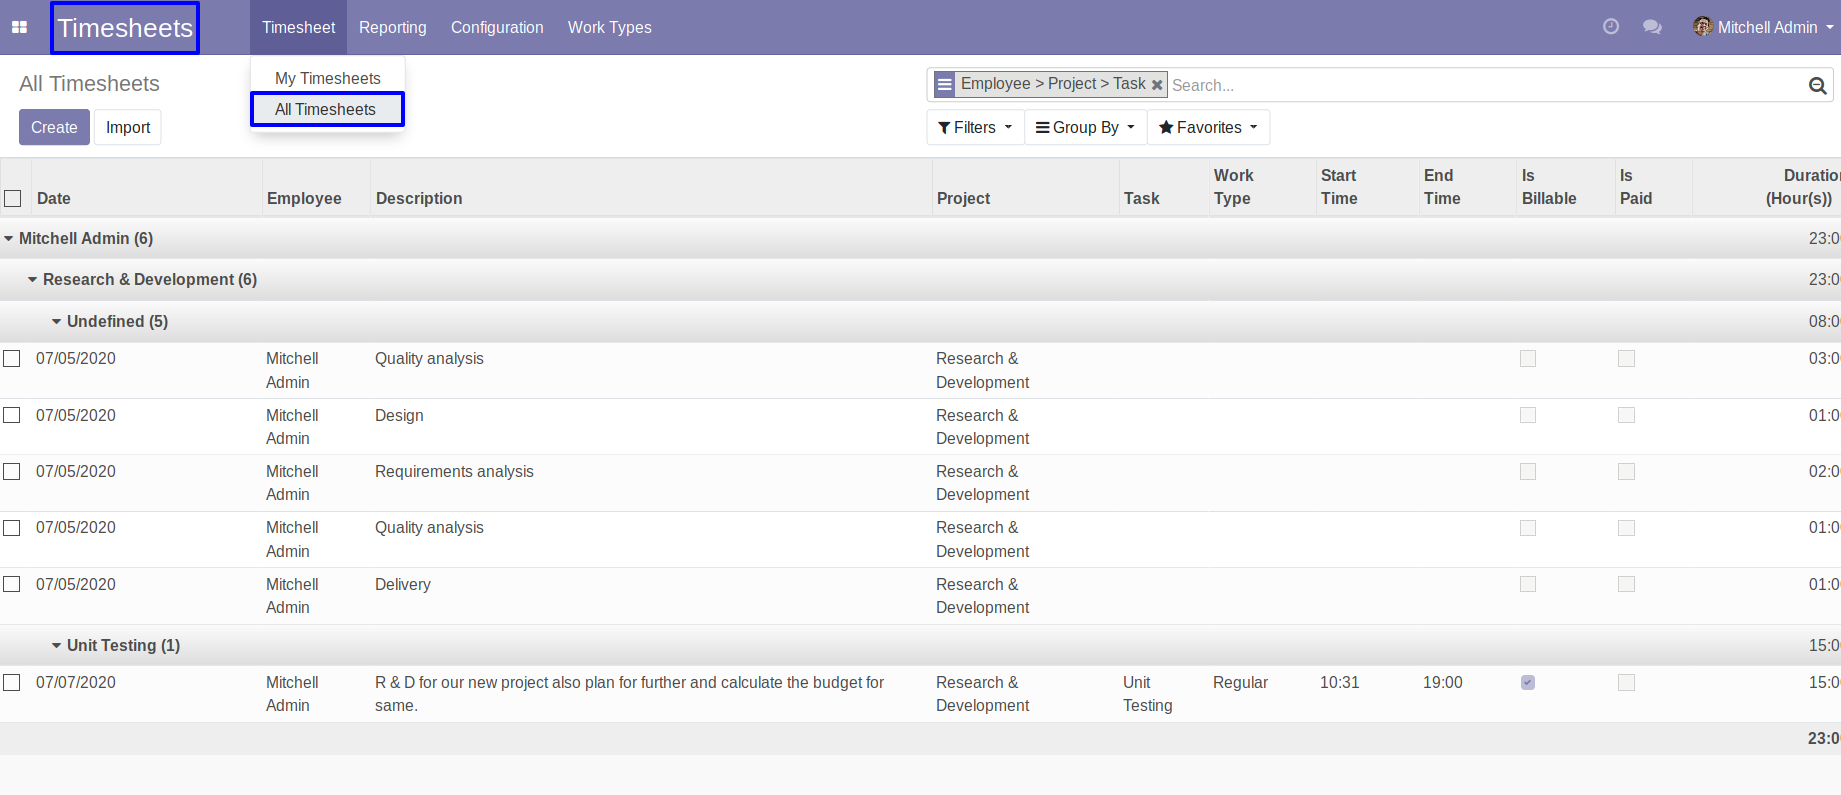 Timesheets Timesheet Reporting Configuration Work Types Mitchell Admin
My Timesheets
All Timesheets
All Timesheets
Create Import
Employee > Project > Task Search...
Filters Group By Favorites
Date Employee Description Project Task Work Type Start Time End Time Is Billable Is Paid Duration (Hour(s))
Mitchell Admin (6) 23:0
Research & Development (6) 23:0
Undefined (5) 08:0
07/05/2020 Mitchell Admin Quality analysis Research & Development 03:0
07/05/2020 Mitchell Admin Design Research & Development 01:0
07/05/2020 Mitchell Admin Requirements analysis Research & Development 02:0
07/05/2020 Mitchell Admin Quality analysis Research & Development 01:0
07/05/2020 Mitchell Admin Delivery Research & Development 01:0
Unit Testing (1) 15:0
07/07/2020 Mitchell Admin R & D for our new project also plan for further and calculate the budget for same. Research & Development Unit Testing Regular 10:31 19:00 15:0
23:0